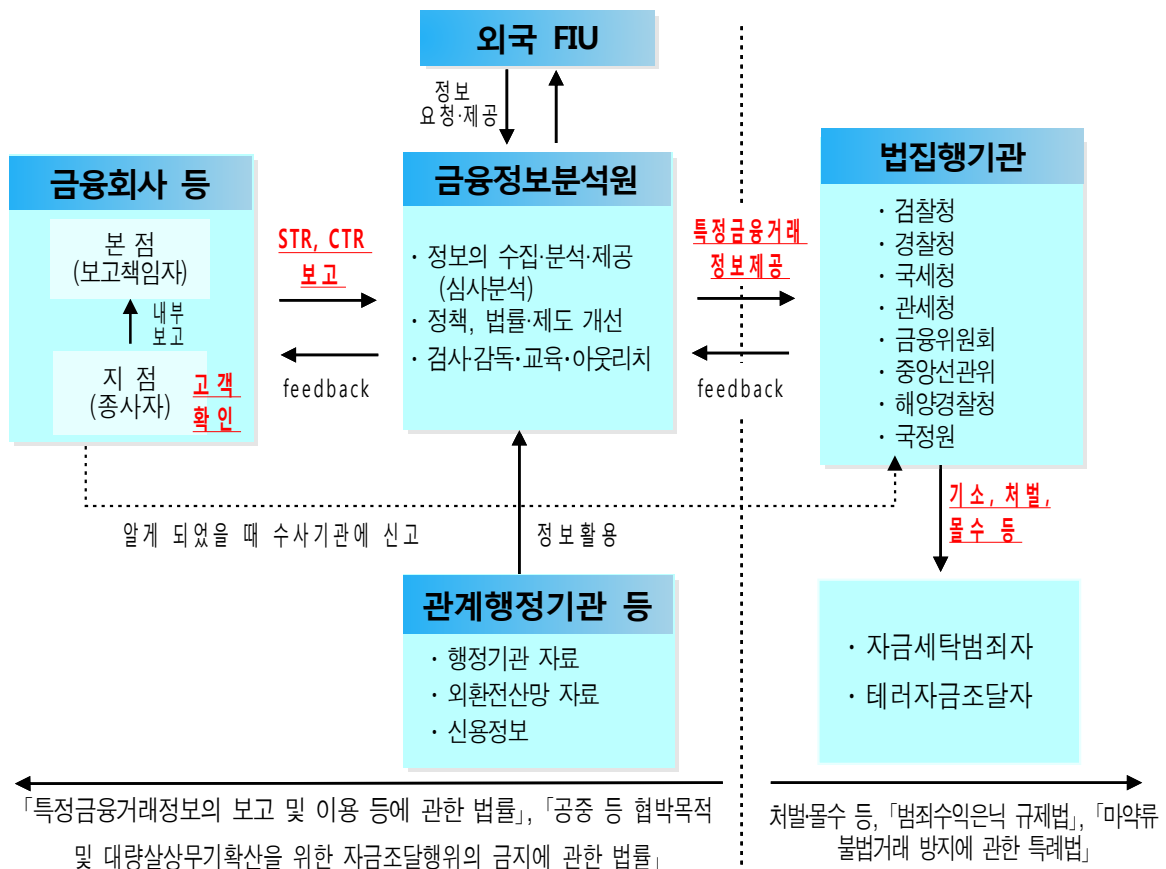 외국 FIU
정보
요청·제공
금융회사 등
본 점
(보고책임자)
내부
보고
지 점
(종사자)
고객
확인
STR, CTR
보고
feedback
금융정보분석원
· 정보의 수집·분석·제공
(심사분석)
· 정책, 법률·제도 개선
· 검사·감독·교육·아웃리치
특정금융거래
정보제공
feedback
법집행기관
· 검찰청
· 경찰청
· 국세청
· 관세청
· 금융위원회
· 중앙선관위
· 해양경찰청
· 국정원
기소, 처벌,
몰수 등
알게 되었을 때 수사기관에 신고
정보활용
관계행정기관 등
· 행정기관 자료
· 외환전산망 자료
· 신용정보
· 자금세탁범죄자
· 테러자금조달자
「특정금융거래정보의 보고 및 이용 등에 관한 법률」, 「공중 등 협박목적
및 대량살상무기확산을 위한 자금조달행위의 금지에 관한 법률」
처벌·몰수 등, 「범죄수익은닉 규제법」, 「마약류
불법거래 방지에 관한 특례법」